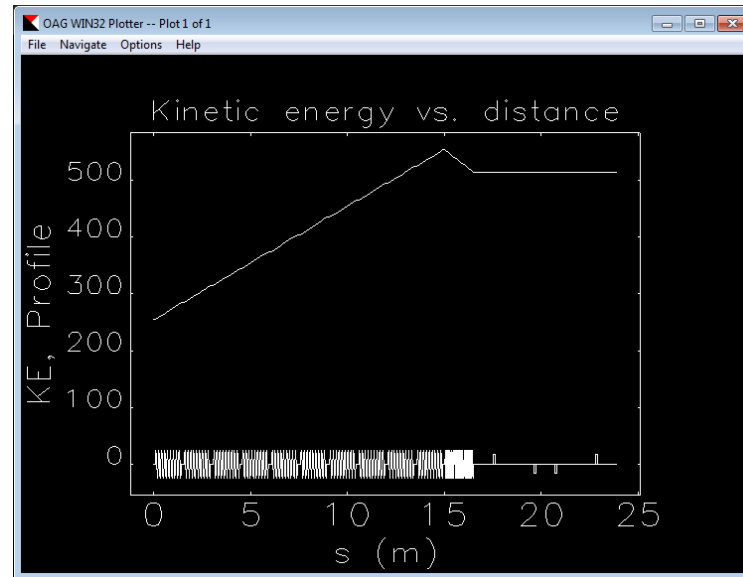 OAG WIN32 Plotter -- Plot 1 of 1
File Navigate Options Help
Kinetic energy vs. distance
KE, Profile
500
400
300
200
100
0
0 5 10 15 20 25
s (m)